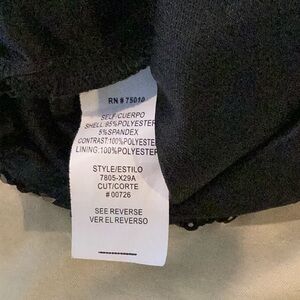 RN # 75010
SELF/CUERPO
SHELL:95%POLYESTER
5%SPANDEX
CONTRAST:100%POLYESTE
LINING:100%POLYESTER
STYLE/ESTILO
7805-X29A
CUT/CORTE
# 00726
SEE REVERSE
VER EL REVERSO